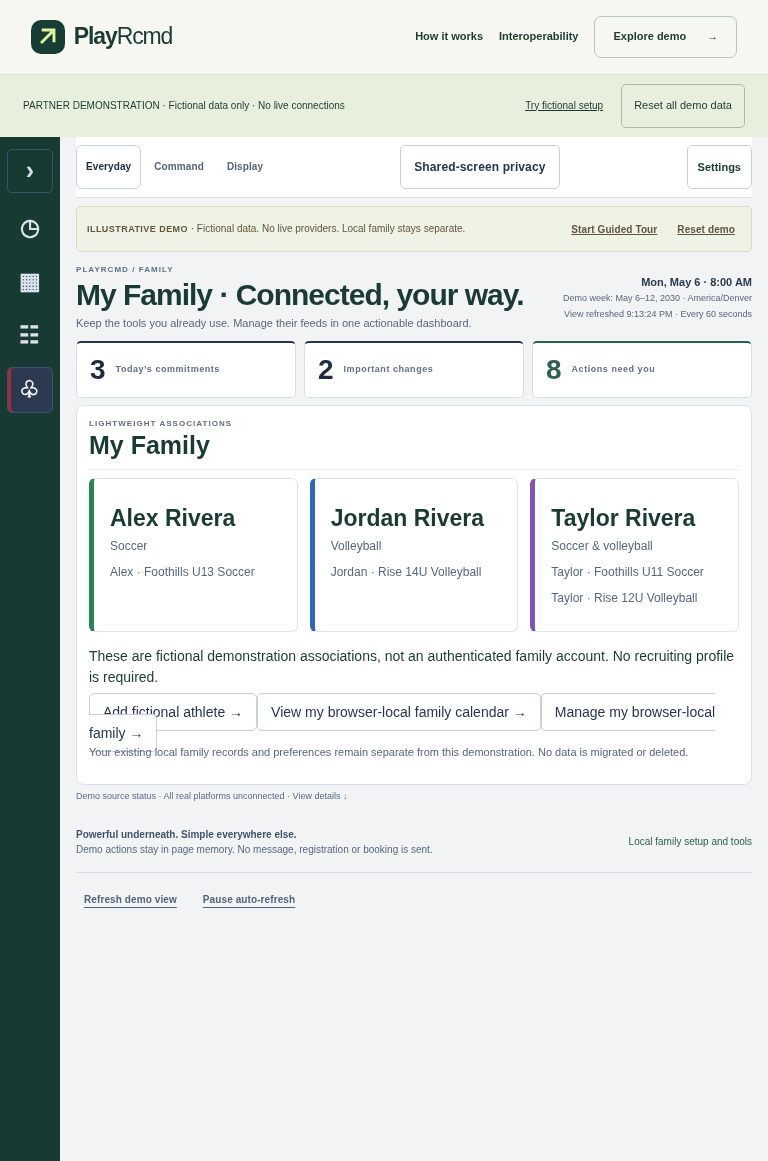 PlayRcmd
How it works
Interoperability
Explore demo →
PARTNER DEMONSTRATION · Fictional data only · No live connections
Try fictional setup
Reset all demo data
Everyday
Command
Display
Shared-screen privacy
Settings
ILLUSTRATIVE DEMO · Fictional data. No live providers. Local family stays separate.
Start Guided Tour
Reset demo
PLAYRCMD / FAMILY
My Family · Connected, your way.
Keep the tools you already use. Manage their feeds in one actionable dashboard.
Mon, May 6 · 8:00 AM
Demo week: May 6–12, 2030 · America/Denver
View refreshed 9:13:24 PM · Every 60 seconds
3 Today's commitments
2 Important changes
8 Actions need you
LIGHTWEIGHT ASSOCIATIONS
My Family
Alex Rivera
Soccer
Alex · Foothills U13 Soccer
Jordan Rivera
Volleyball
Jordan · Rise 14U Volleyball
Taylor Rivera
Soccer & volleyball
Taylor · Foothills U11 Soccer
Taylor · Rise 12U Volleyball
These are fictional demonstration associations, not an authenticated family account. No recruiting profile
is required.
Add fictional athlete →
View my browser-local family calendar →
Manage my browser-local
family →
Your existing local family records and preferences remain separate from this demonstration. No data is migrated or deleted.
Demo source status · All real platforms unconnected · View details ↓
Powerful underneath. Simple everywhere else.
Demo actions stay in page memory. No message, registration or booking is sent.
Local family setup and tools
Refresh demo view
Pause auto-refresh